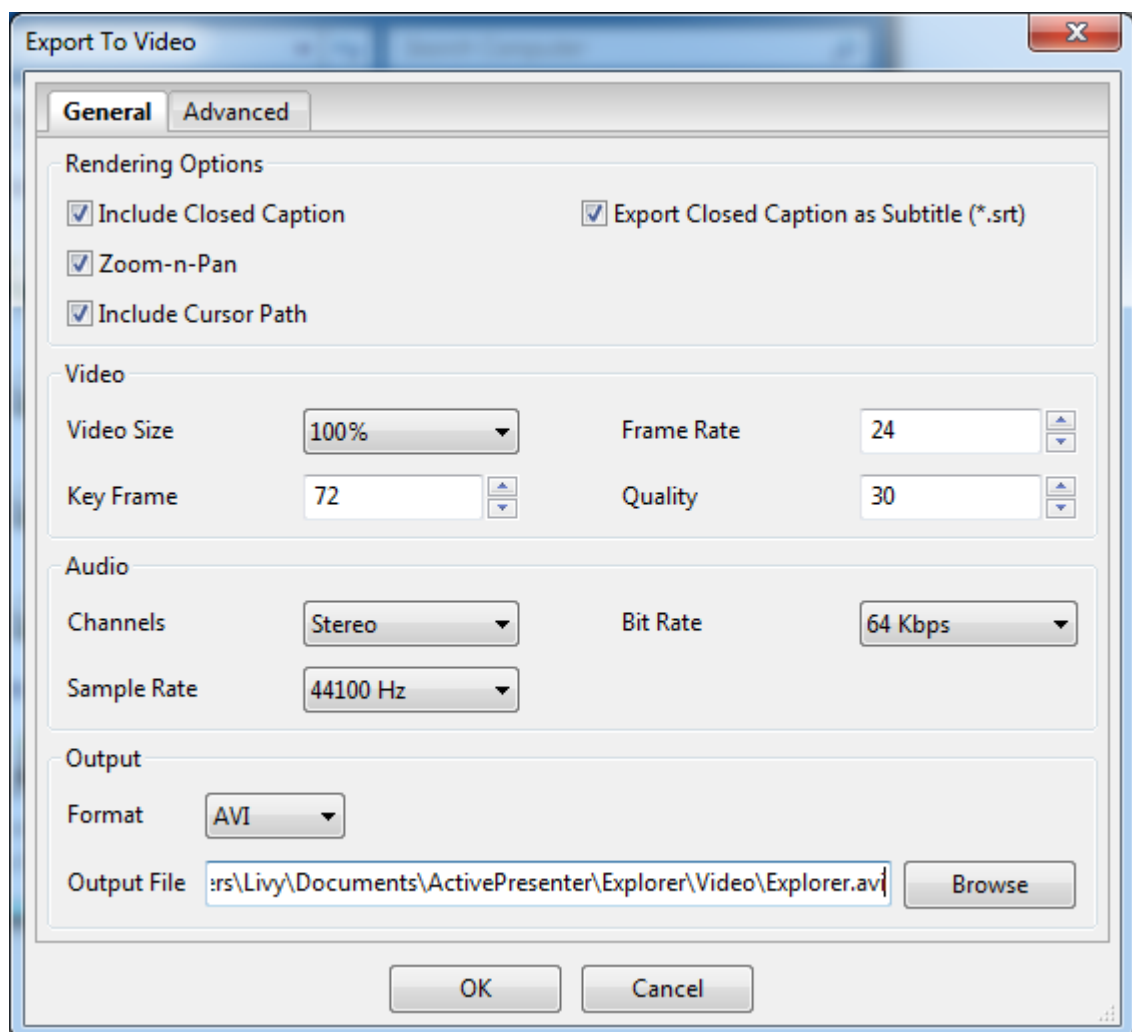 Export To Video
General Advanced
Rendering Options
Include Closed Caption Export Closed Caption as Subtitle (*.srt)
Zoom-n-Pan
Include Cursor Path
Video
Video Size 100% Frame Rate 24
Key Frame 72 Quality 30
Audio
Channels Stereo Bit Rate 64 Kbps
Sample Rate 44100 Hz
Output
Format AVI
Output File ers\Livy\Documents\ActivePresenter\Explorer\Video\Explorer.avi Browse
OK Cancel